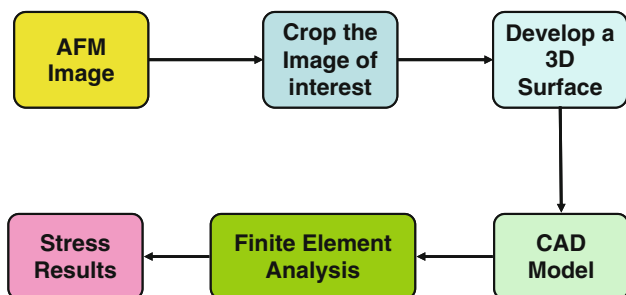 AFM
Image
Crop the
Image of
interest
Develop a
3D
Surface
CAD
Model
Finite Element
Analysis
Stress
Results